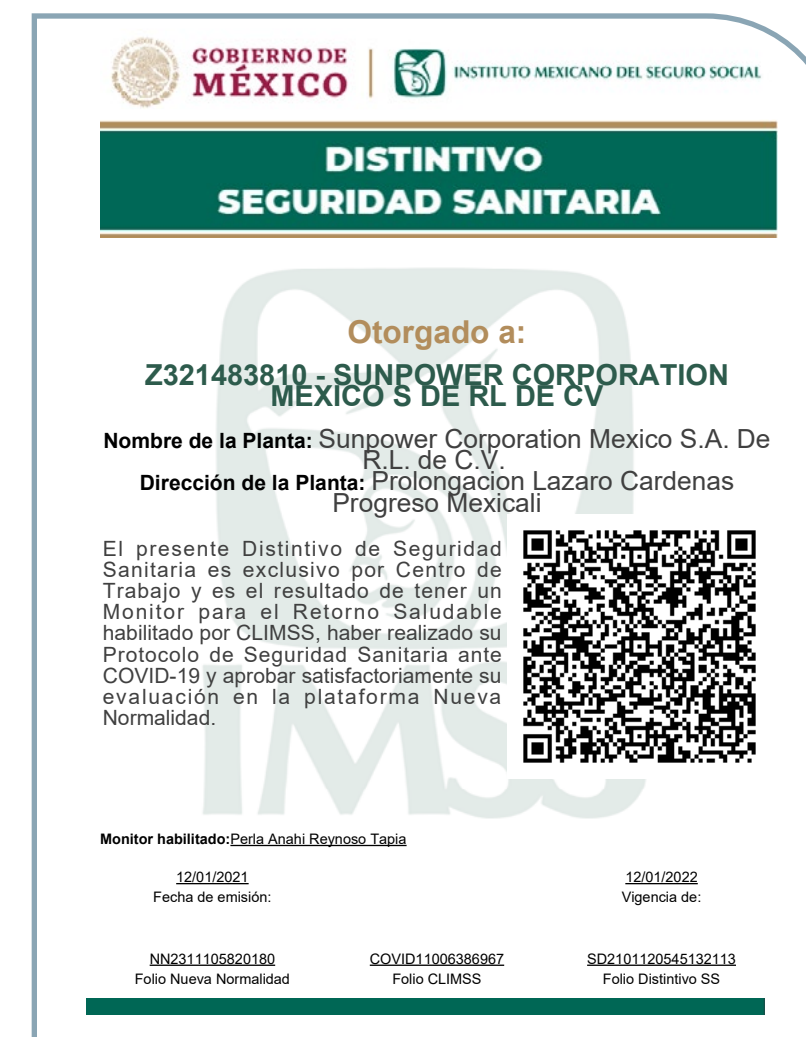 GOBIERNO DE
MÉXICO
INSTITUTO MEXICANO DEL SEGURO SOCIAL
DISTINTIVO
SEGURIDAD SANITARIA
Otorgado a:
Z321483810 - SUNPOWER CORPORATION
MEXICO S DE RL DE CV
Nombre de la Planta: Sunpower Corporation Mexico S.A. De
R.L. de C.V.
Dirección de la Planta: Prolongacion Lazaro Cardenas
Progreso Mexicali
El presente Distintivo de Seguridad
Sanitaria es exclusivo por Centro de
Trabajo y es el resultado de tener un
Monitor para el Retorno Saludable
habilitado por CLIMSS, haber realizado su
Protocolo de Seguridad Sanitaria ante
COVID-19 y aprobar satisfactoriamente su
evaluación en la plataforma Nueva
Normalidad.
IMSS
Monitor habilitado:Perla Anahi Reynoso Tapia
12/01/2021
Fecha de emisión:
12/01/2022
Vigencia de:
NN2311105820180
Folio Nueva Normalidad
COVID11006386967
Folio CLIMSS
SD2101120545132113
Folio Distintivo SS